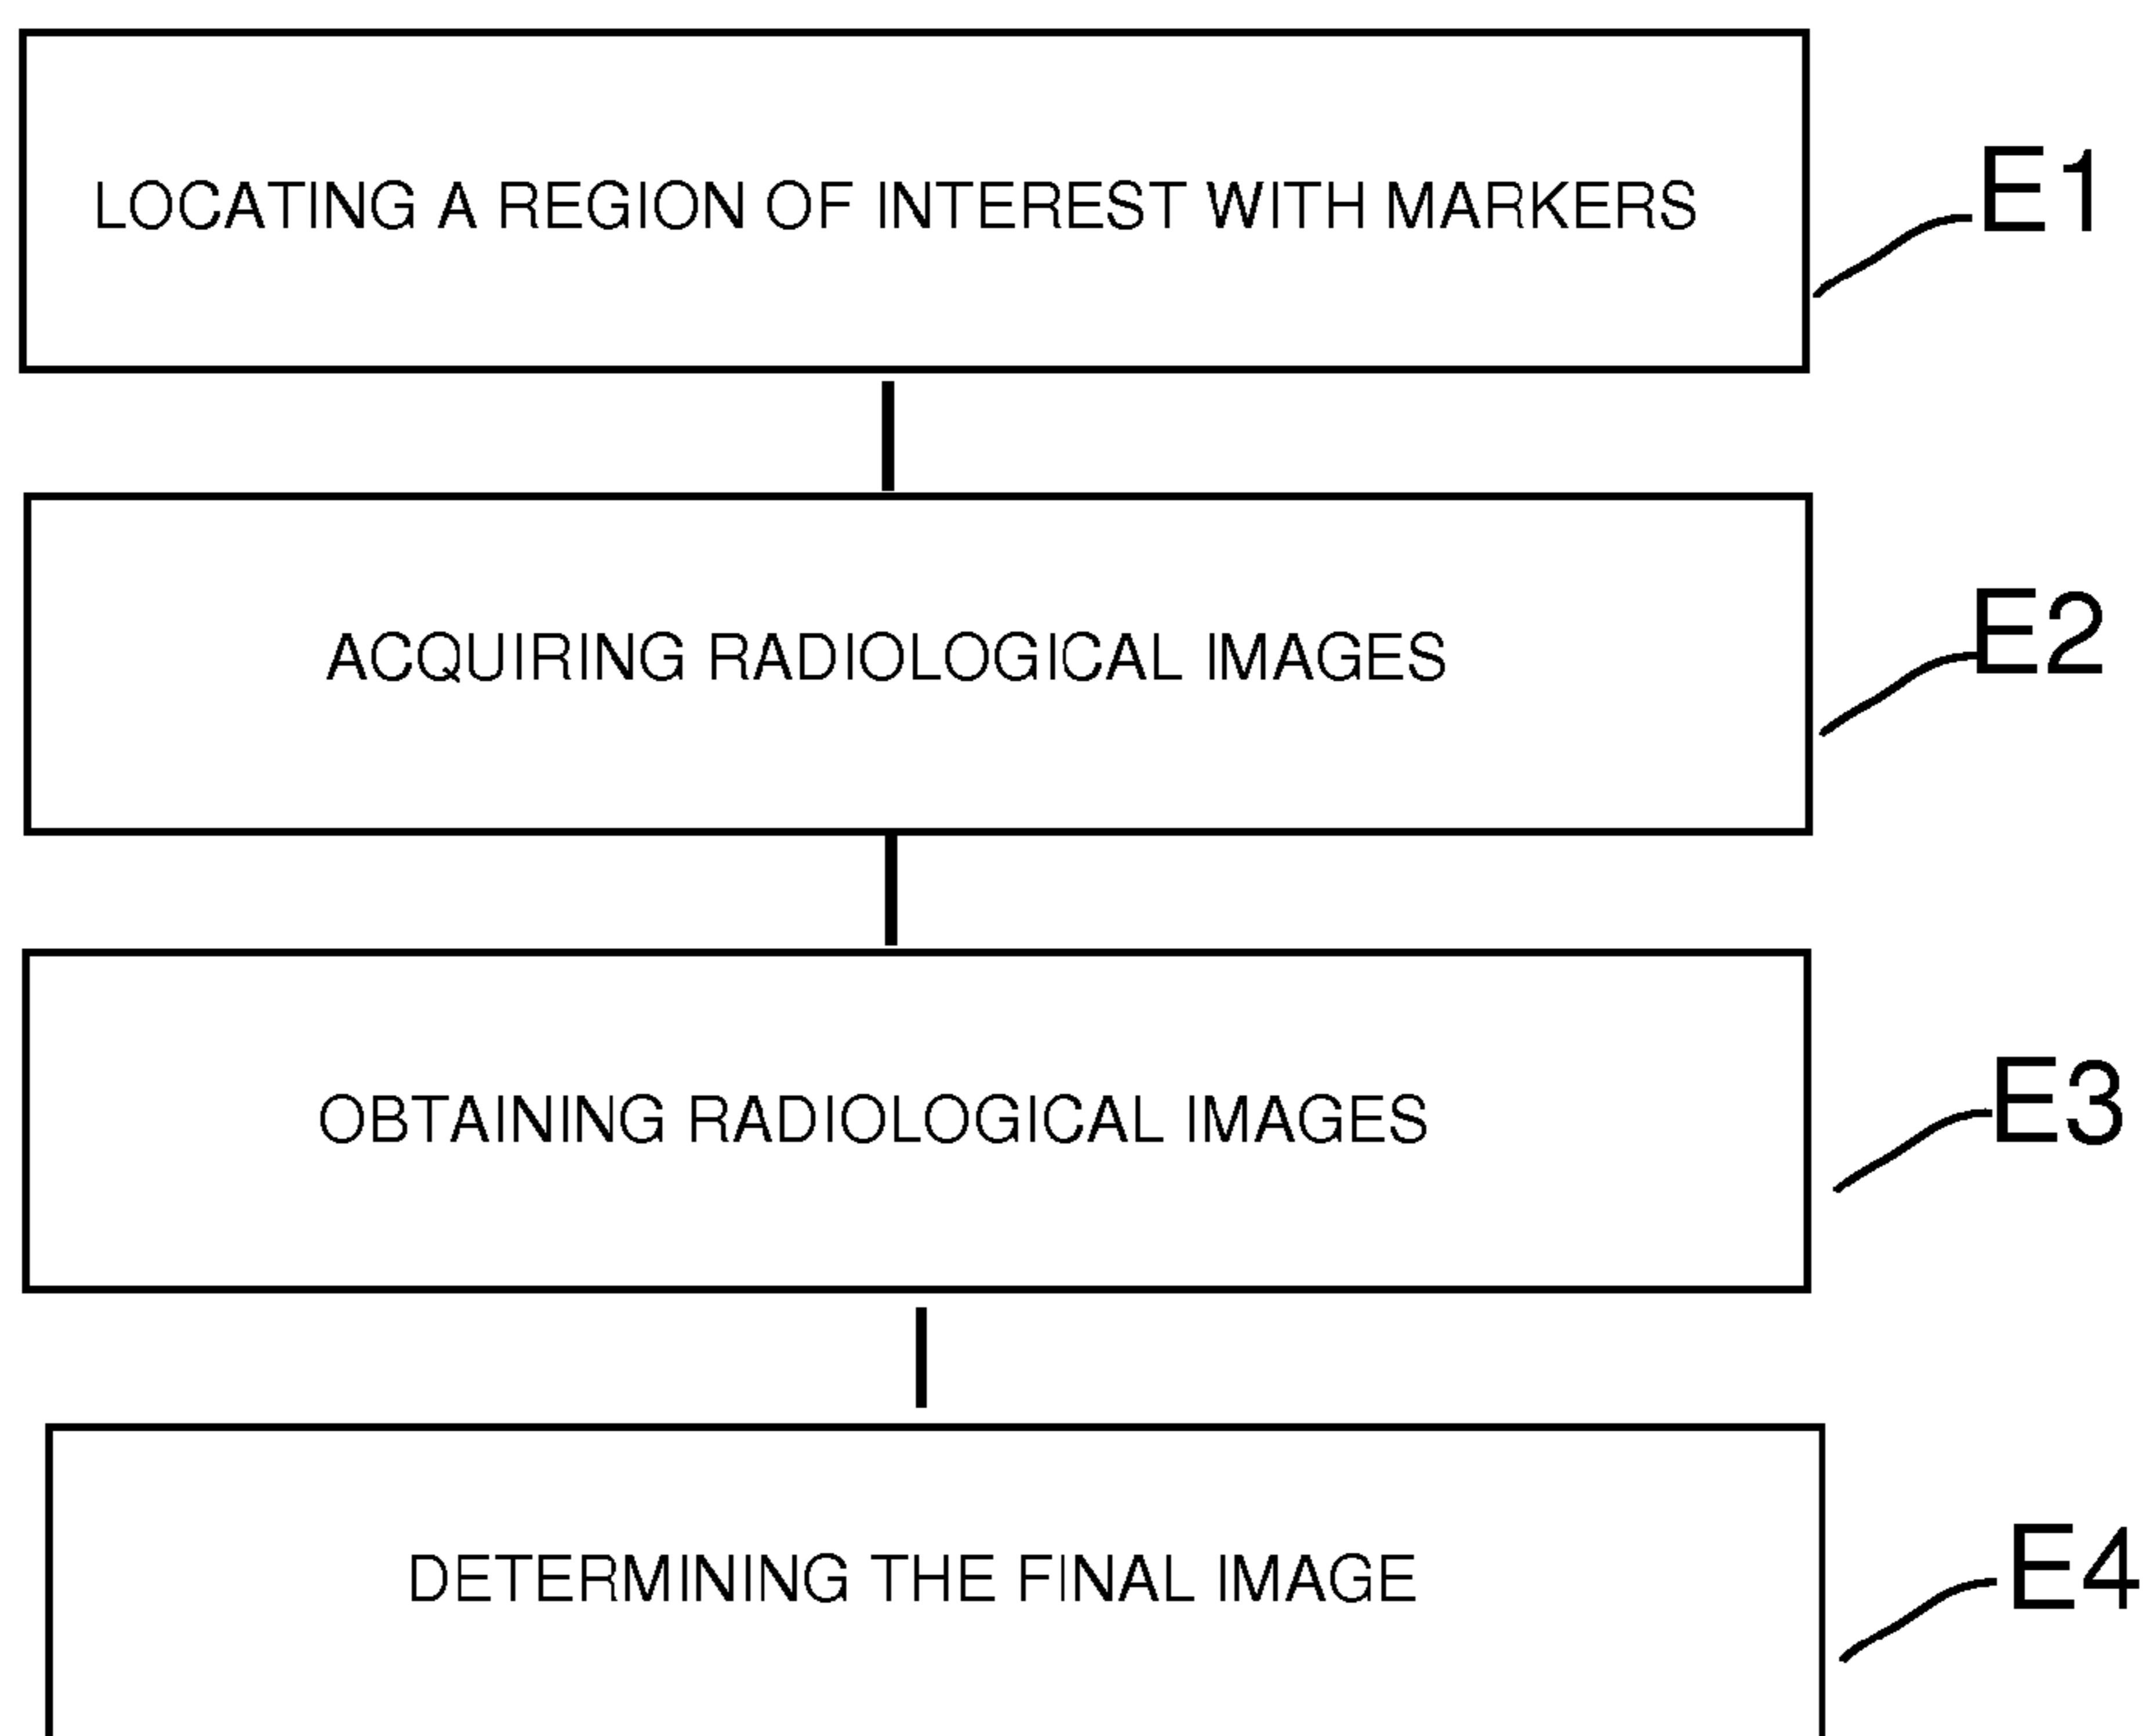 LOCATING A REGION OF INTEREST WITH MARKERS
E1
ACQUIRING RADIOLOGICAL IMAGES
E2
OBTAINING RADIOLOGICAL IMAGES
E3
DETERMINING THE FINAL IMAGE
E4